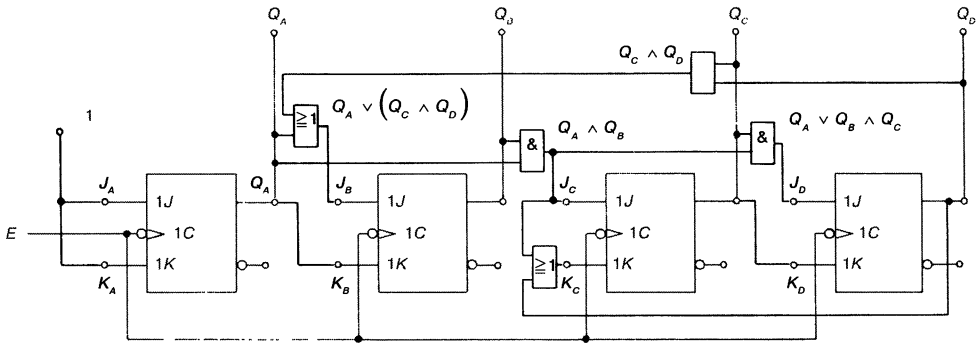 Q_A Q_B Q_C Q_D
Q_C ∧ Q_D
1 ≧1 Q_A ∨ (Q_C ∧ Q_D) & Q_A ∧ Q_B & Q_A ∨ Q_B ∧ Q_C
J_A 1J Q_A J_B 1J J_C 1J J_D 1J
E 1C 1C 1C 1C
K_A 1K K_B 1K ≧1 K_C 1K K_D 1K